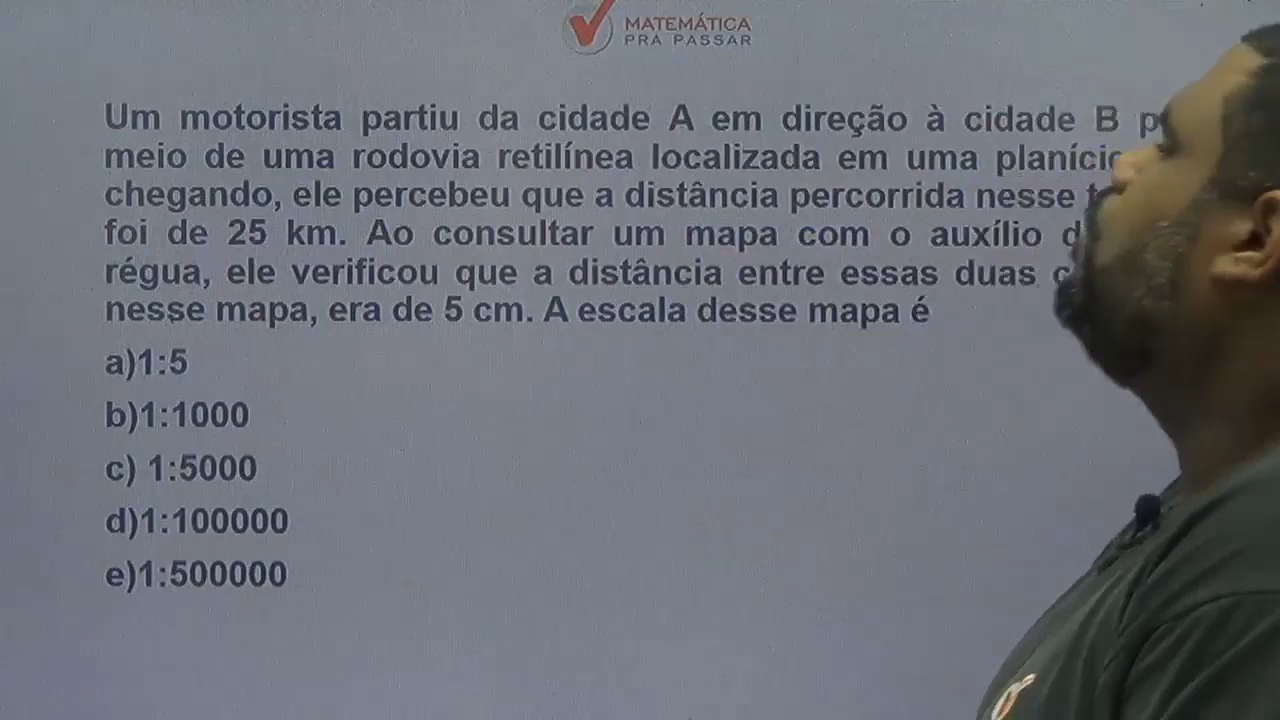 MATEMÁTICA
PRA PASSAR
Um motorista partiu da cidade A em direção à cidade B
meio de uma rodovia retilínea localizada em uma
chegando, ele percebeu que a distância percorrida nesse
foi de 25 km. Ao consultar um mapa com o auxílio
régua, ele verificou que a distância entre essas duas
nesse mapa, era de 5 cm. A escala desse mapa é
a)1:5
b)1:1000
c) 1:5000
d)1:100000
e)1:500000